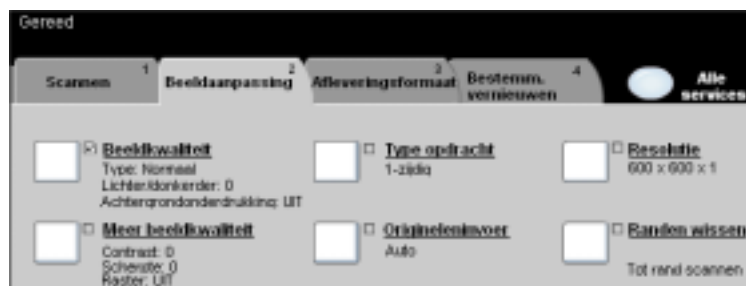 Gereed
Scannen 1
Beeldaanpassing 2
Afleveringsformaat 3
Bestemm. vernieuwen 4
Alle services
Beeldkwaliteit
Type: Normaal
Lichter/donkerder: 0
Achtergrondonderdrukking: UIT
Type opdracht
1-zijdig
Resolutie
600 x 600 x 1
Meer beeldkwaliteit
Contrast: 0
Scherpte: 0
Raster: UIT
Origineleninvoer
Auto
Randen wissen
Tot rand scannen